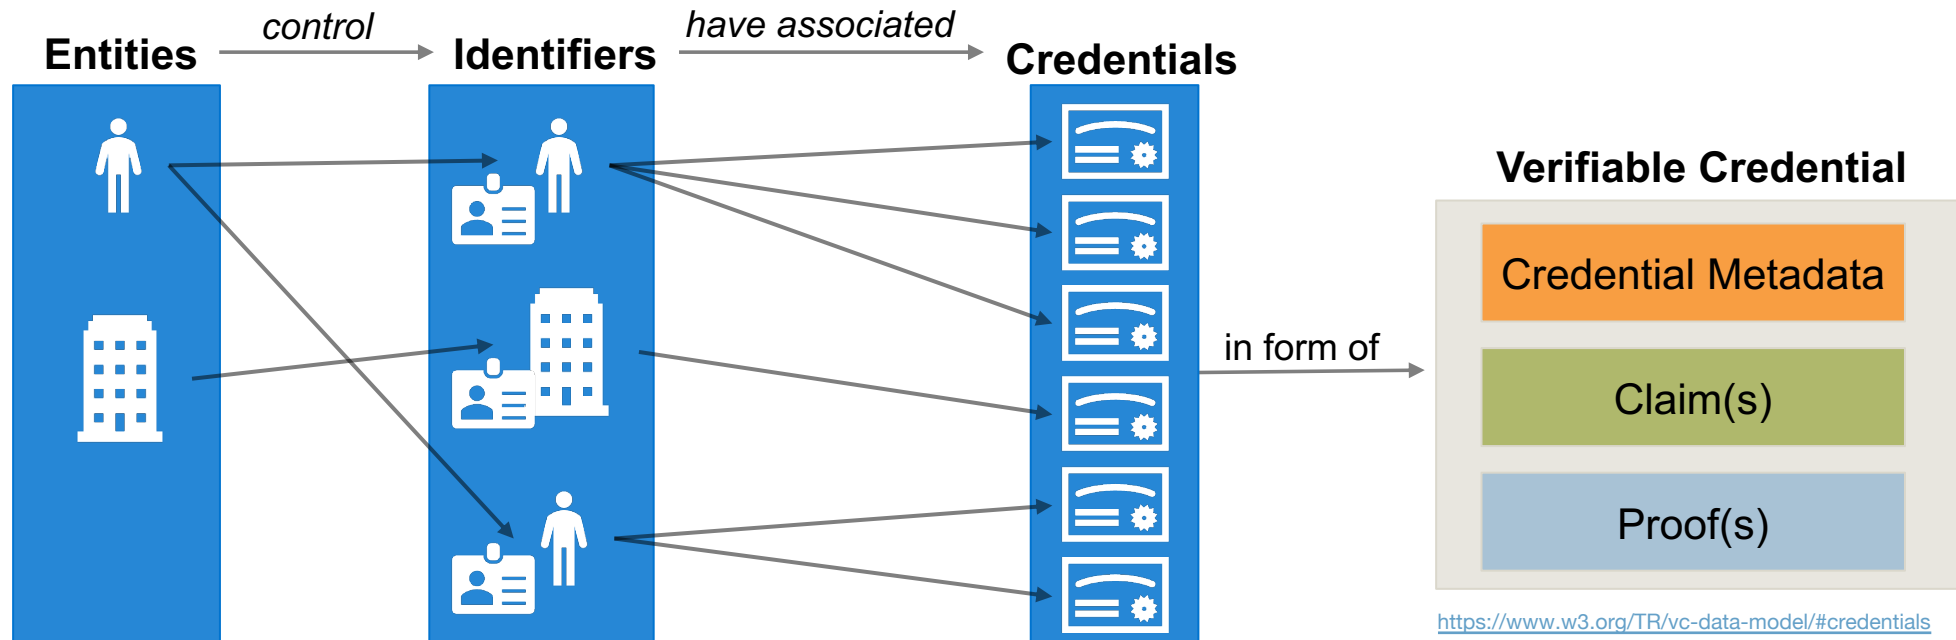 Entities
control
Identifiers
have associated
Credentials
in form of
Verifiable Credential
Credential Metadata
Claim(s)
Proof(s)
https://www.w3.org/TR/vc-data-model/#credentials